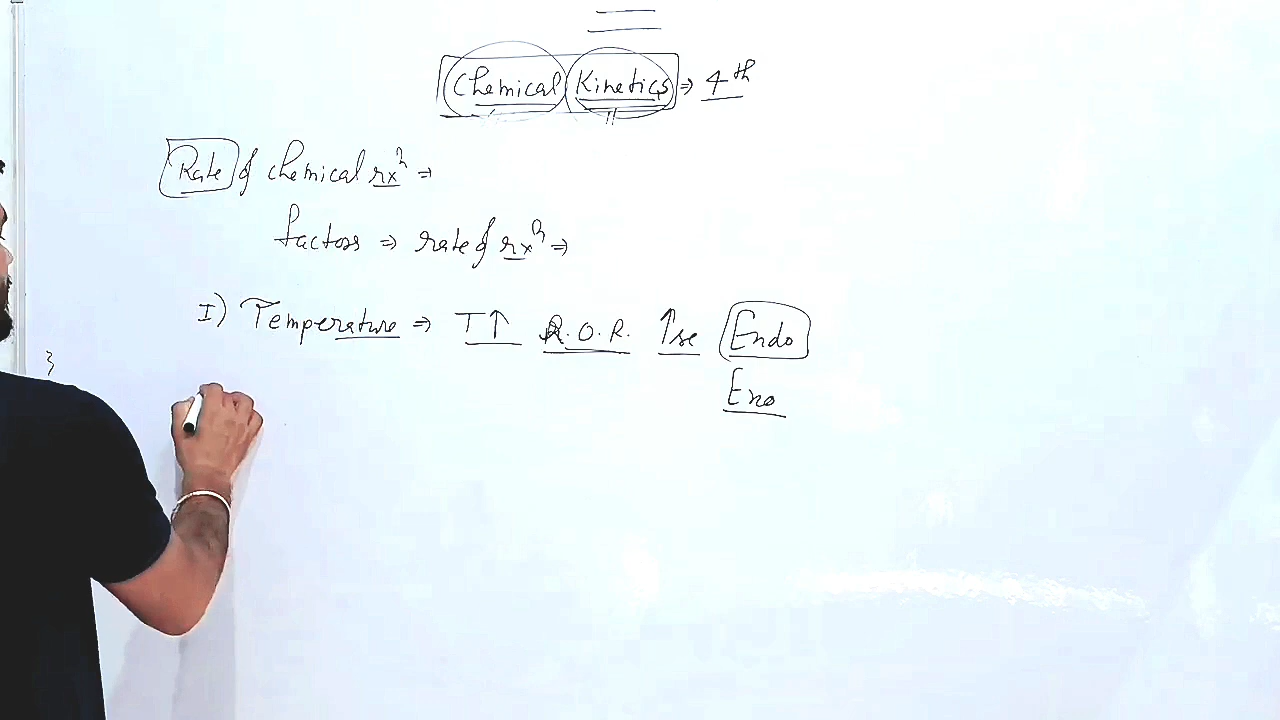 Chemical Kinetics ⇒ 4th
Rate of chemical rxn ⇒
factors ⇒ rate of rxn ⇒
I) Temperature ⇒ T↑ R.O.R. ↑se Endo
Exo